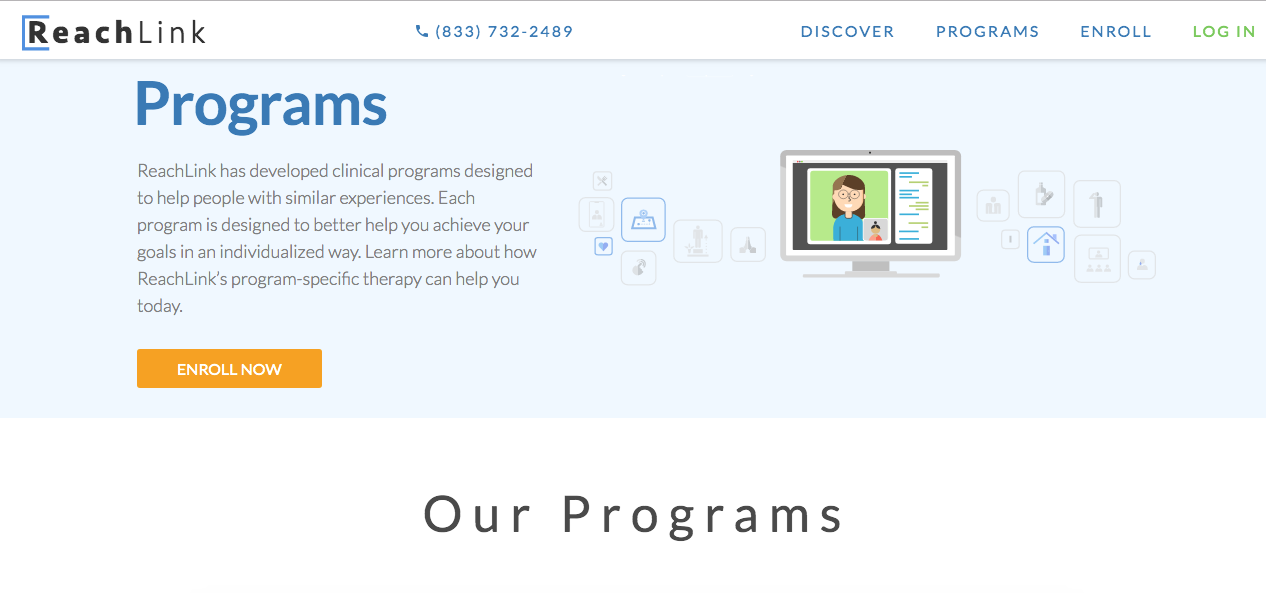 ReachLink
(833) 732-2489
DISCOVER
PROGRAMS
ENROLL
LOG IN
Programs
ReachLink has developed clinical programs designed
to help people with similar experiences. Each
program is designed to better help you achieve your
goals in an individualized way. Learn more about how
ReachLink’s program-specific therapy can help you
today.
ENROLL NOW
Our Programs